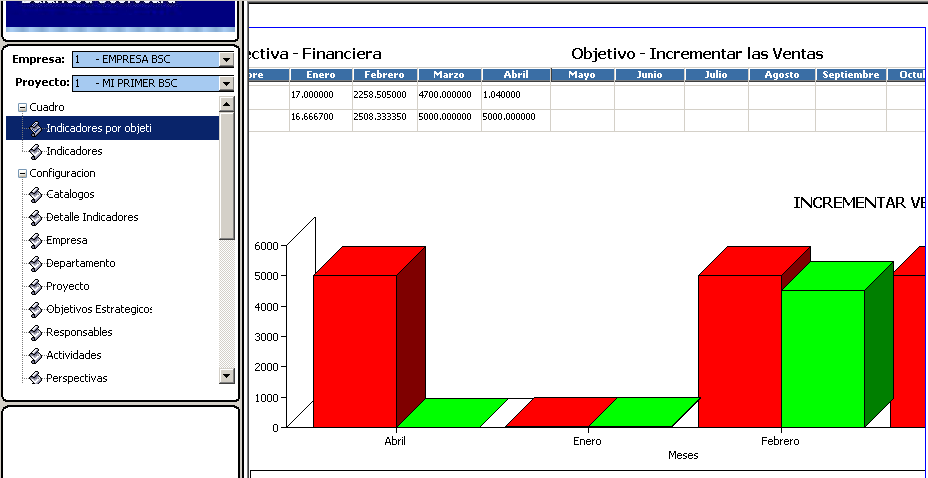 Balanced Scorecard
Empresa: 1 - EMPRESA BSC
Proyecto: 1 - MI PRIMER BSC
Cuadro
Indicadores por objeti
Indicadores
Configuracion
Catalogos
Detalle Indicadores
Empresa
Departamento
Proyecto
Objetivos Estrategicos
Responsables
Actividades
Perspectivas
ectiva - Financiera Objetivo - Incrementar las Ventas
bre Enero Febrero Marzo Abril Mayo Junio Julio Agosto Septiembre Octul
17.000000 2258.505000 4700.000000 1.040000
16.666700 2508.333350 5000.000000 5000.000000
INCREMENTAR VE
6000
5000
4000
3000
2000
1000
0
Abril Enero Febrero
Meses